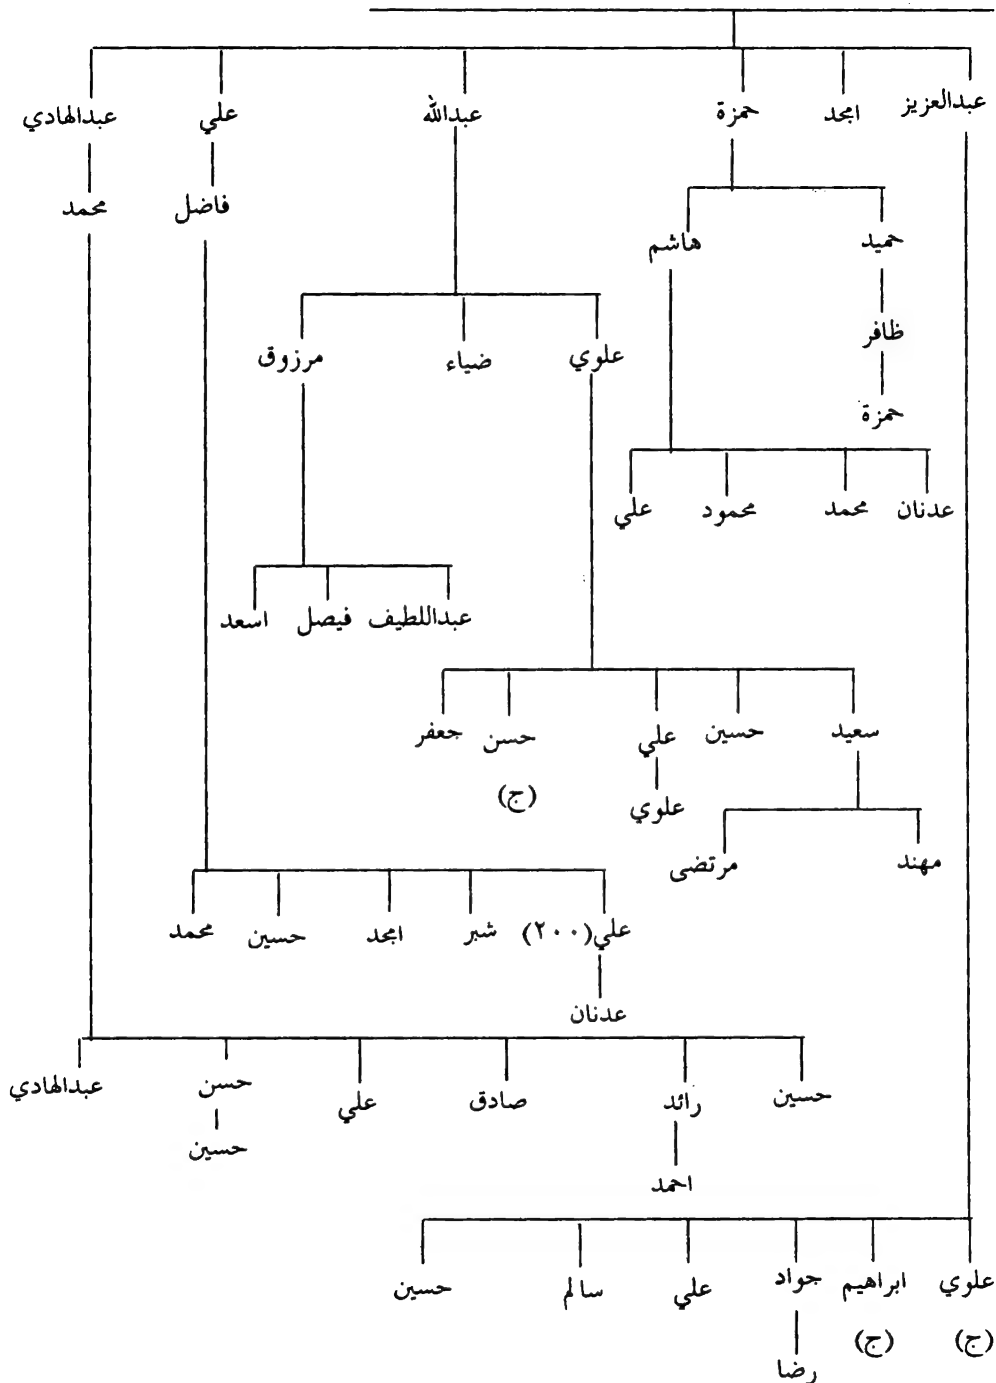 عبدالعزيز امجد حمزة عبدالله علي عبدالهادي
فاضل محمد
حميد هاشم
ظافر
علوي ضياء مرزوق
حمزة
عدنان محمد محمود علي
عبداللطيف فيصل اسعد
سعيد حسين علي حسن جعفر
(ج)
علوي
مهند مرتضى
علي(٢٠٠) شبر امجد حسين محمد
عدنان
حسين رائد صادق علي حسن عبدالهادي
حسين
احمد
علوي ابراهيم جواد علي سالم حسين
(ج) (ج)
رضا